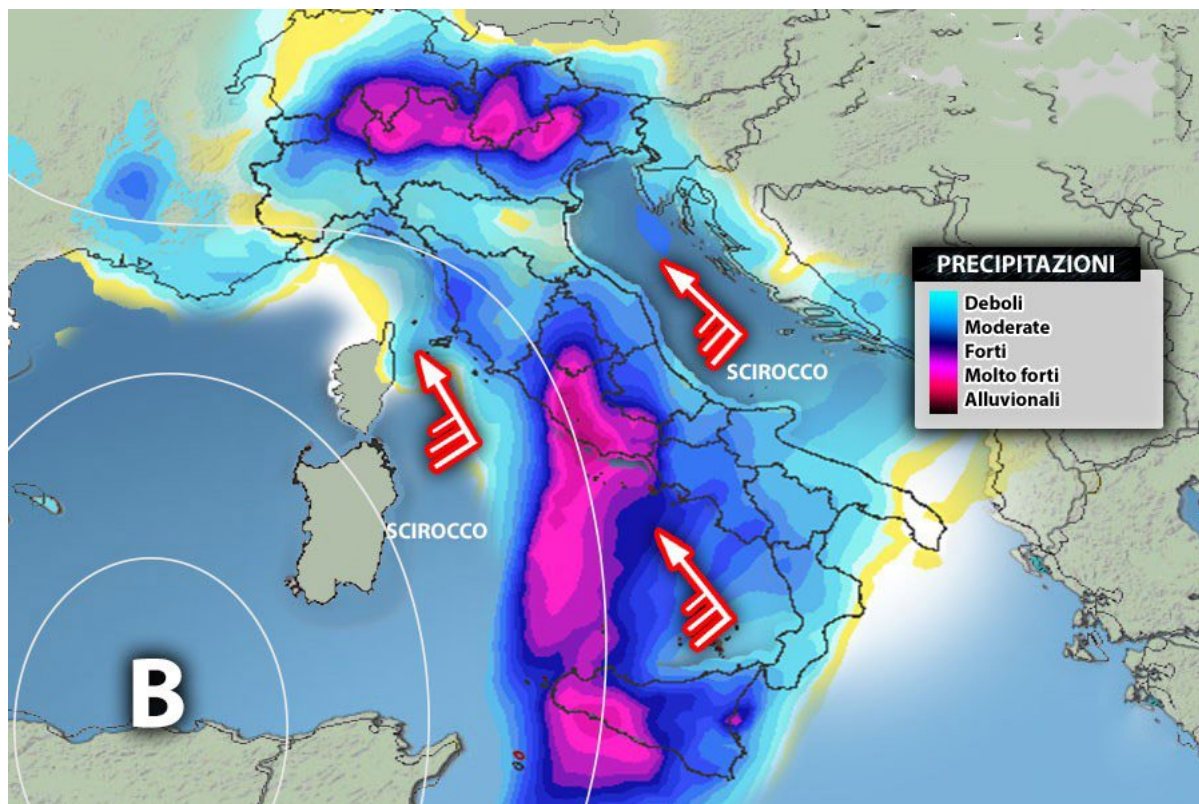 PRECIPITAZIONI
Deboli
Moderate
Forti
Molto forti
Alluvionali
SCIROCCO
SCIROCCO
B